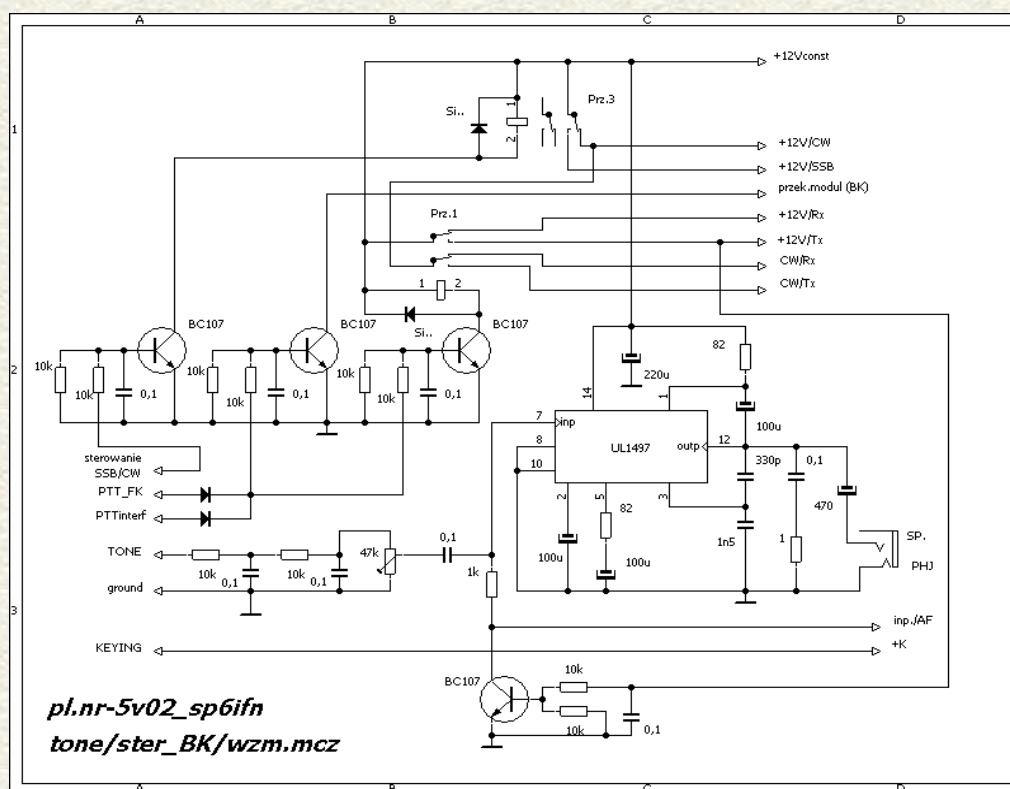 A B C D
+12Vconst
Si..
1
Prz.3
1
2
+12V/CW
+12V/SSB
przek.modul (BK)
Prz.1
+12V/Rx
+12V/Tx
CW/Rx
CW/Tx
1 2
BC107 BC107 Si.. BC107
82
2
10k 10k 10k
220u
14 1
10k 0,1 10k 0,1 10k 0,1
100u
7 inp
UL1497 outp 12
8
330p 0,1
sterowanie
SSB/CW
10
PTT_FK
2 5 3
470
PTTinterf
82
1n5 1
SP.
TONE
47k 0,1
100u 100u
PHJ
10k 0,1 10k 0,1
1k
ground
3
inp./AF
KEYING
+K
10k
BC107
pl.nr-5v02_sp6ifn
10k 0,1
tone/ster_BK/wzm.mcz
A B C D